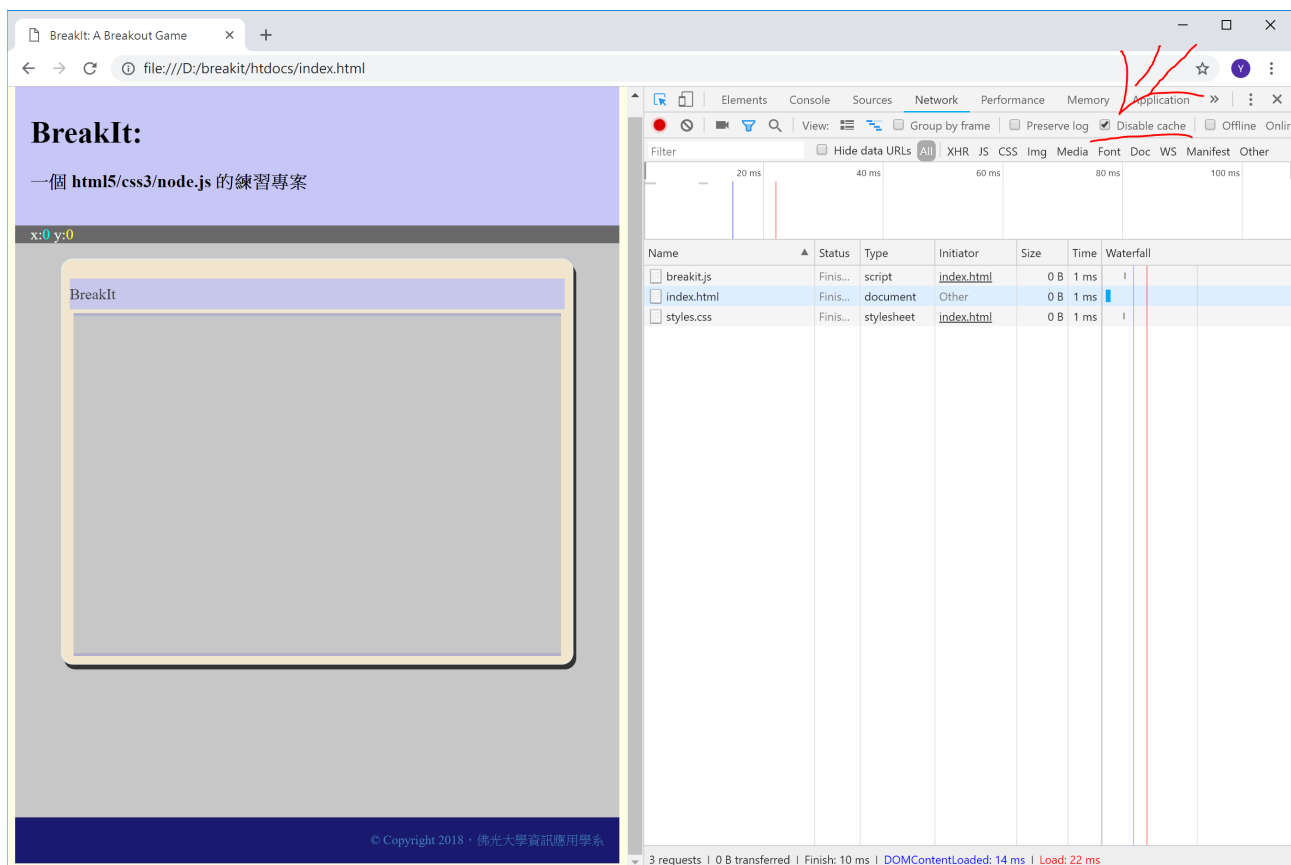 BreakIt: A Breakout Game
file:///D:/breakit/htdocs/index.html
Y
BreakIt:
一個 html5/css3/node.js 的練習專案
x:0 y:0
BreakIt
© Copyright 2018，佛光大學資訊應用學系
Elements Console Sources Network Performance Memory Application
View: Group by frame Preserve log Disable cache Offline Onlin
Filter Hide data URLs All XHR JS CSS Img Media Font Doc WS Manifest Other
20 ms 40 ms 60 ms 80 ms 100 ms
Name Status Type Initiator Size Time Waterfall
breakit.js Finis... script index.html 0 B 1 ms
index.html Finis... document Other 0 B 1 ms
styles.css Finis... stylesheet index.html 0 B 1 ms
3 requests | 0 B transferred | Finish: 10 ms | DOMContentLoaded: 14 ms | Load: 22 ms